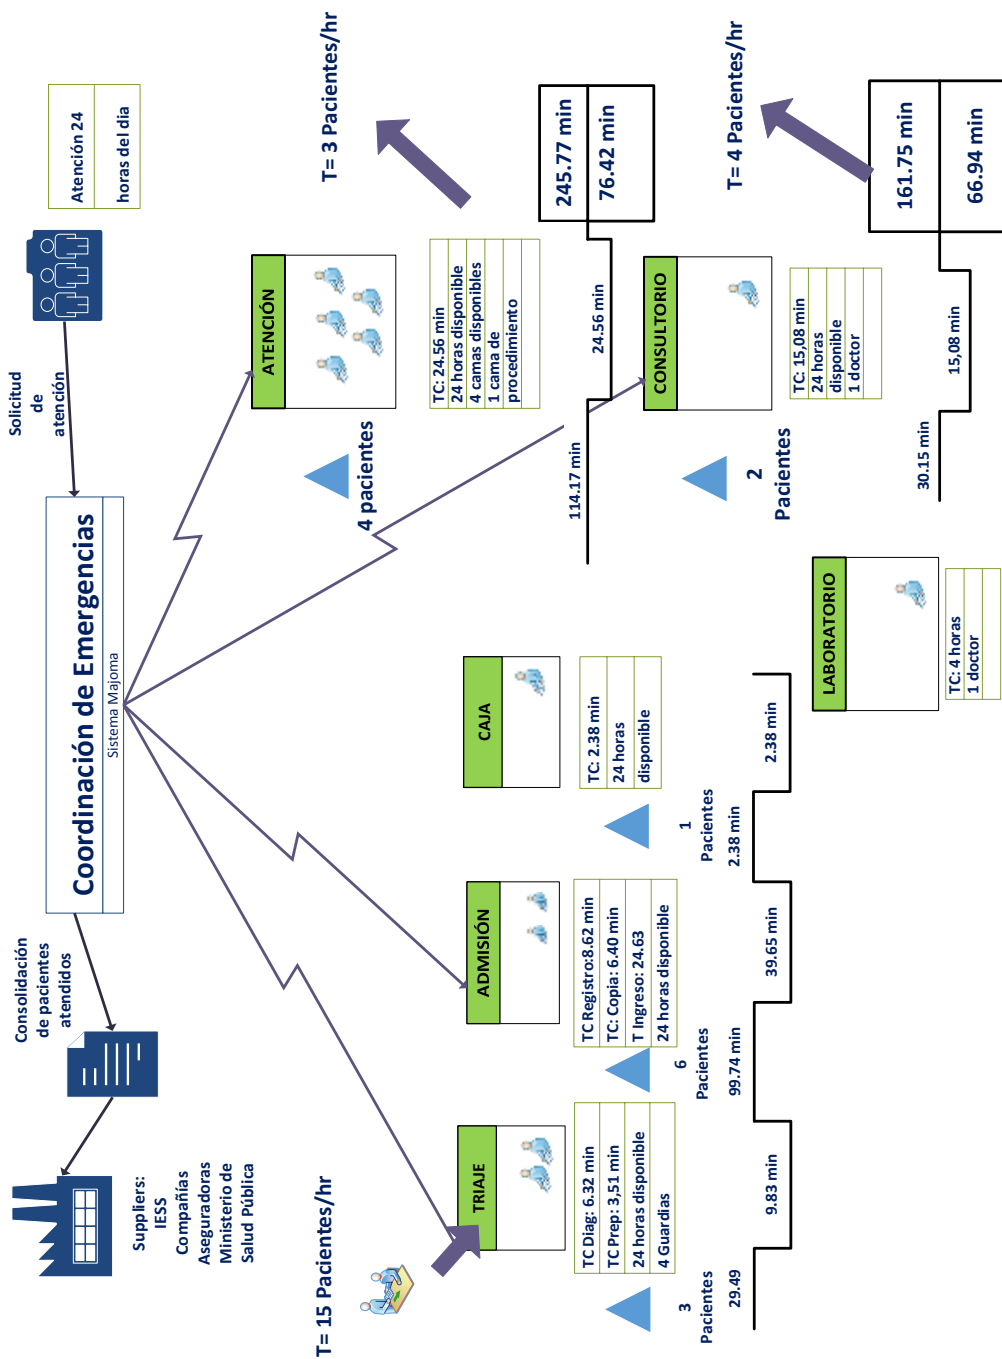 Suppliers:
IESS
Compañías
Aseguradoras
Ministerio de
Salud Pública
Consolidación
de pacientes
atendidos
Coordinación de Emergencias
Sistema Majoma
Solicitud
de
atención
Atención 24
horas del dia
T= 15 Pacientes/hr
3
Pacientes
TRIAJE
TC Diag: 6.32 min
TC Prep: 3,51 min
24 horas disponible
4 Guardias
6
Pacientes
ADMISIÓN
TC Registro:8.62 min
TC: Copia: 6.40 min
T Ingreso: 24.63
24 horas disponible
1
Pacientes
CAJA
TC: 2.38 min
24 horas
disponible
29.49
9.83 min
99.74 min
39.65 min
2.38 min
2.38 min
4 pacientes
ATENCIÓN
TC: 24.56 min
24 horas disponible
4 camas disponibles
1 cama de
procedimiento
114.17 min
24.56 min
245.77 min
76.42 min
T= 3 Pacientes/hr
2
Pacientes
CONSULTORIO
TC: 15,08 min
24 horas
disponible
1 doctor
30.15 min
15,08 min
161.75 min
66.94 min
T= 4 Pacientes/hr
LABORATORIO
TC: 4 horas
1 doctor